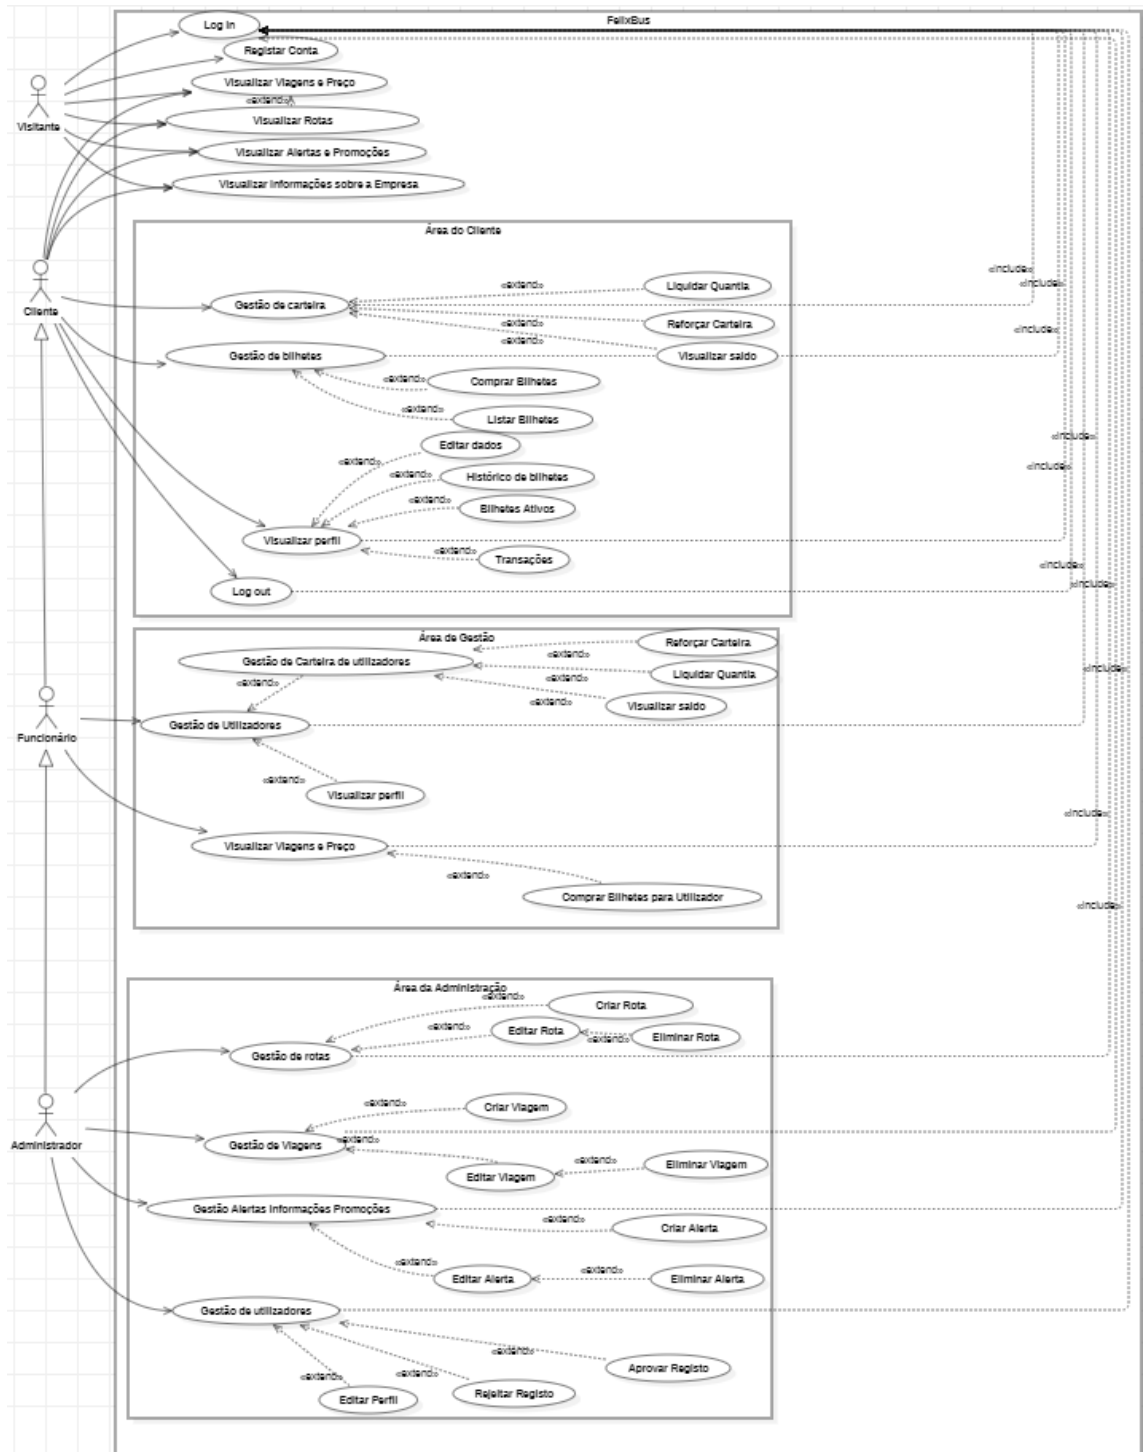 FelixBus
Log in
Registar Conta
Visualizar Viagens e Preço
«extend»
Visualizar Rotas
Visitante
Visualizar Alertas e Promoções
Visualizar Informações sobre a Empresa
Área do Cliente
«include»
«include»
«extend»
Liquidar Quantia
Cliente
Gestão de carteira
«extend»
Reforçar Carteira
«include»
«extend»
Gestão de bilhetes
Visualizar saldo
«extend»
Comprar Bilhetes
«extend»
Listar Bilhetes
«include»
Editar dados
«extend»
«include»
«extend»
Histórico de bilhetes
«extend»
Bilhetes Ativos
Visualizar perfil
«extend»
Transações
«include»
«include»
Log out
Área de Gestão
Reforçar Carteira
«extend»
Gestão de Carteira de utilizadores
«include»
«extend»
Liquidar Quantia
«extend»
«extend»
Visualizar saldo
Gestão de Utilizadores
Funcionário
«extend»
Visualizar perfil
«include»
Visualizar Viagens e Preço
«extend»
Comprar Bilhetes para Utilizador
«include»
Área da Administração
«extend»
Criar Rota
«extend»
Editar Rota
«extend»
Eliminar Rota
Gestão de rotas
«extend»
Criar Viagem
Administrador
Gestão de Viagens
«extend»
«extend»
Eliminar Viagem
Editar Viagem
Gestão Alertas Informações Promoções
«extend»
Criar Alerta
«extend»
Editar Alerta
«extend»
Eliminar Alerta
Gestão de utilizadores
«extend»
Aprovar Registo
«extend»
«extend»
Rejeitar Registo
Editar Perfil